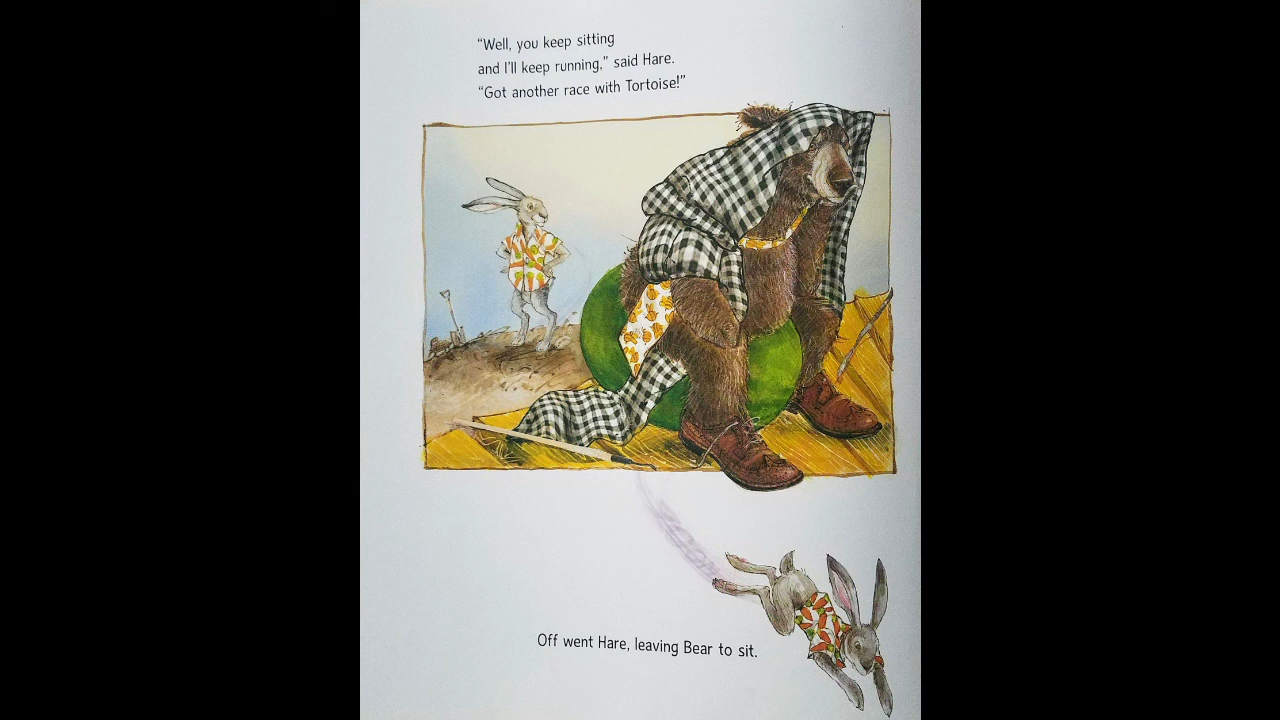 “Well, you keep sitting
and I’ll keep running,” said Hare.
“Got another race with Tortoise!”
Off went Hare, leaving Bear to sit.